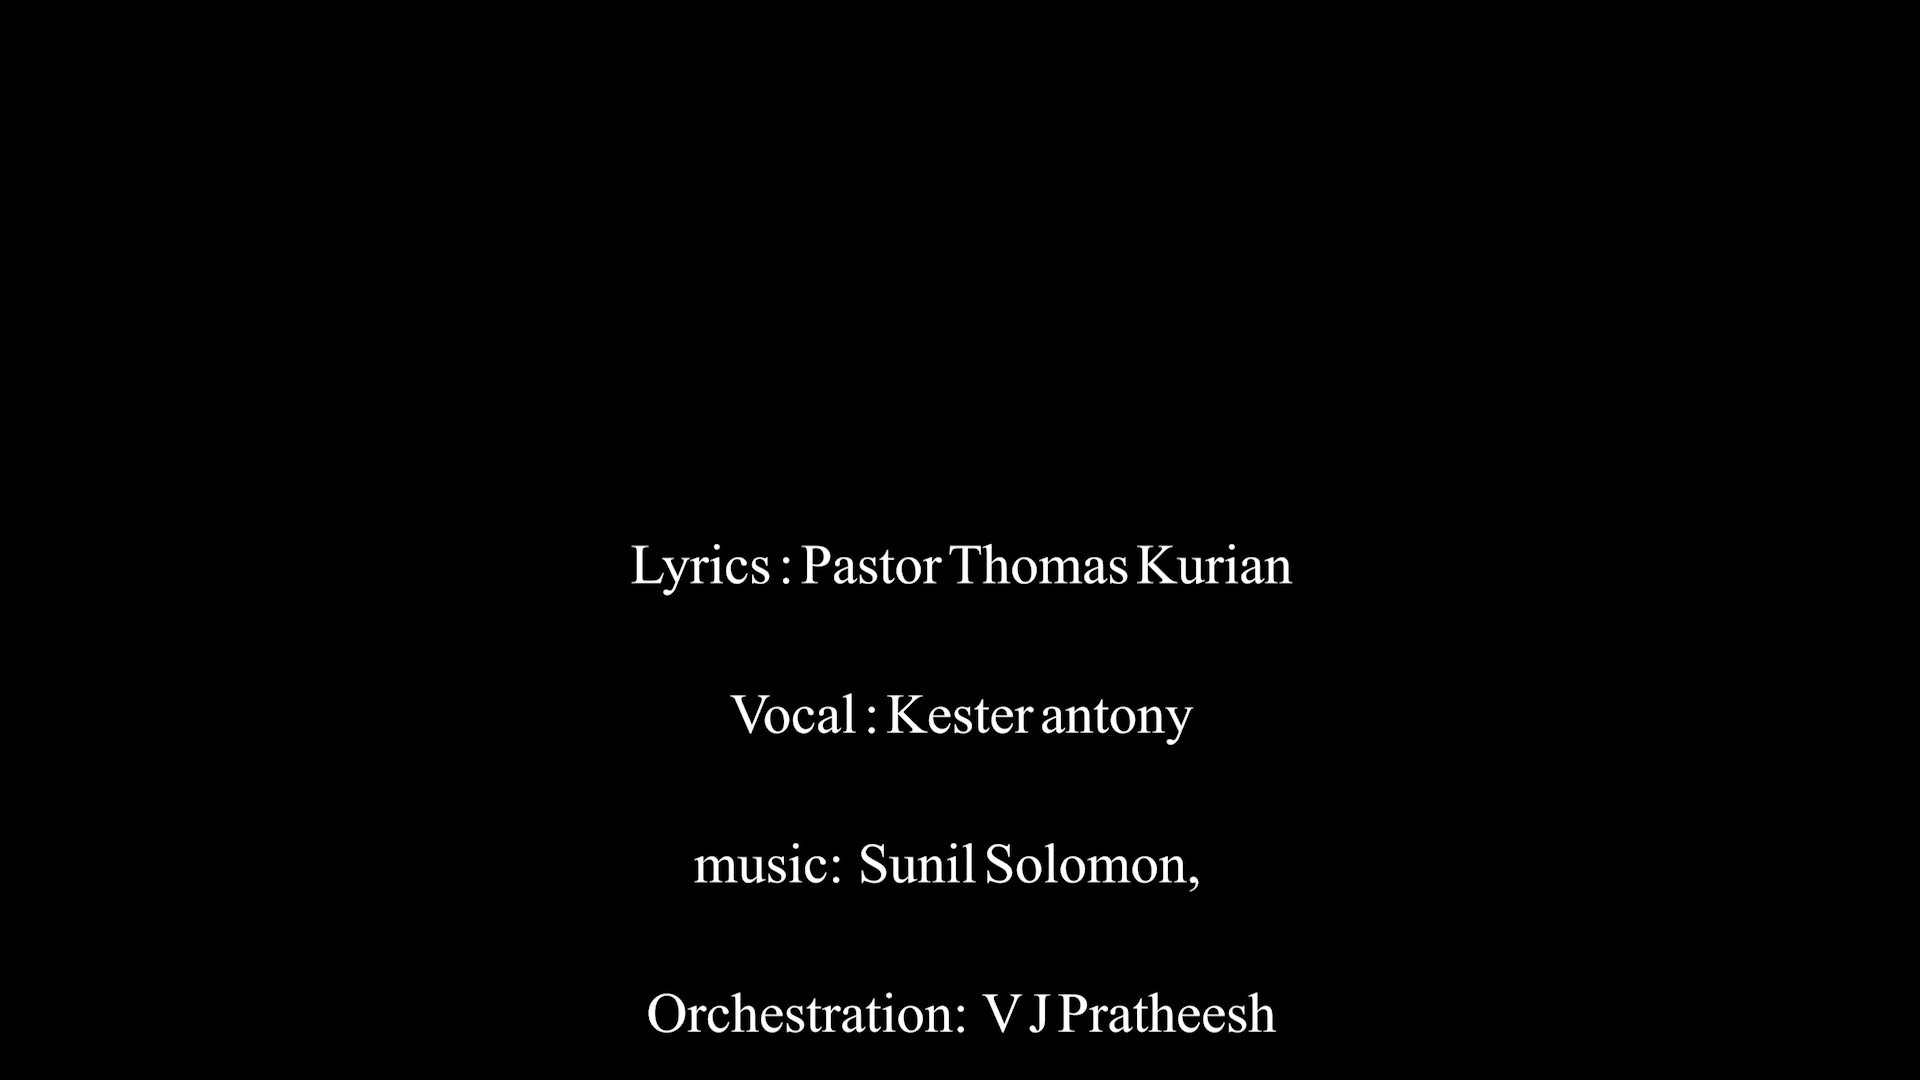 Lyrics : Pastor Thomas Kurian
Vocal : Kester antony
music: Sunil Solomon,
Orchestration: V J Pratheesh